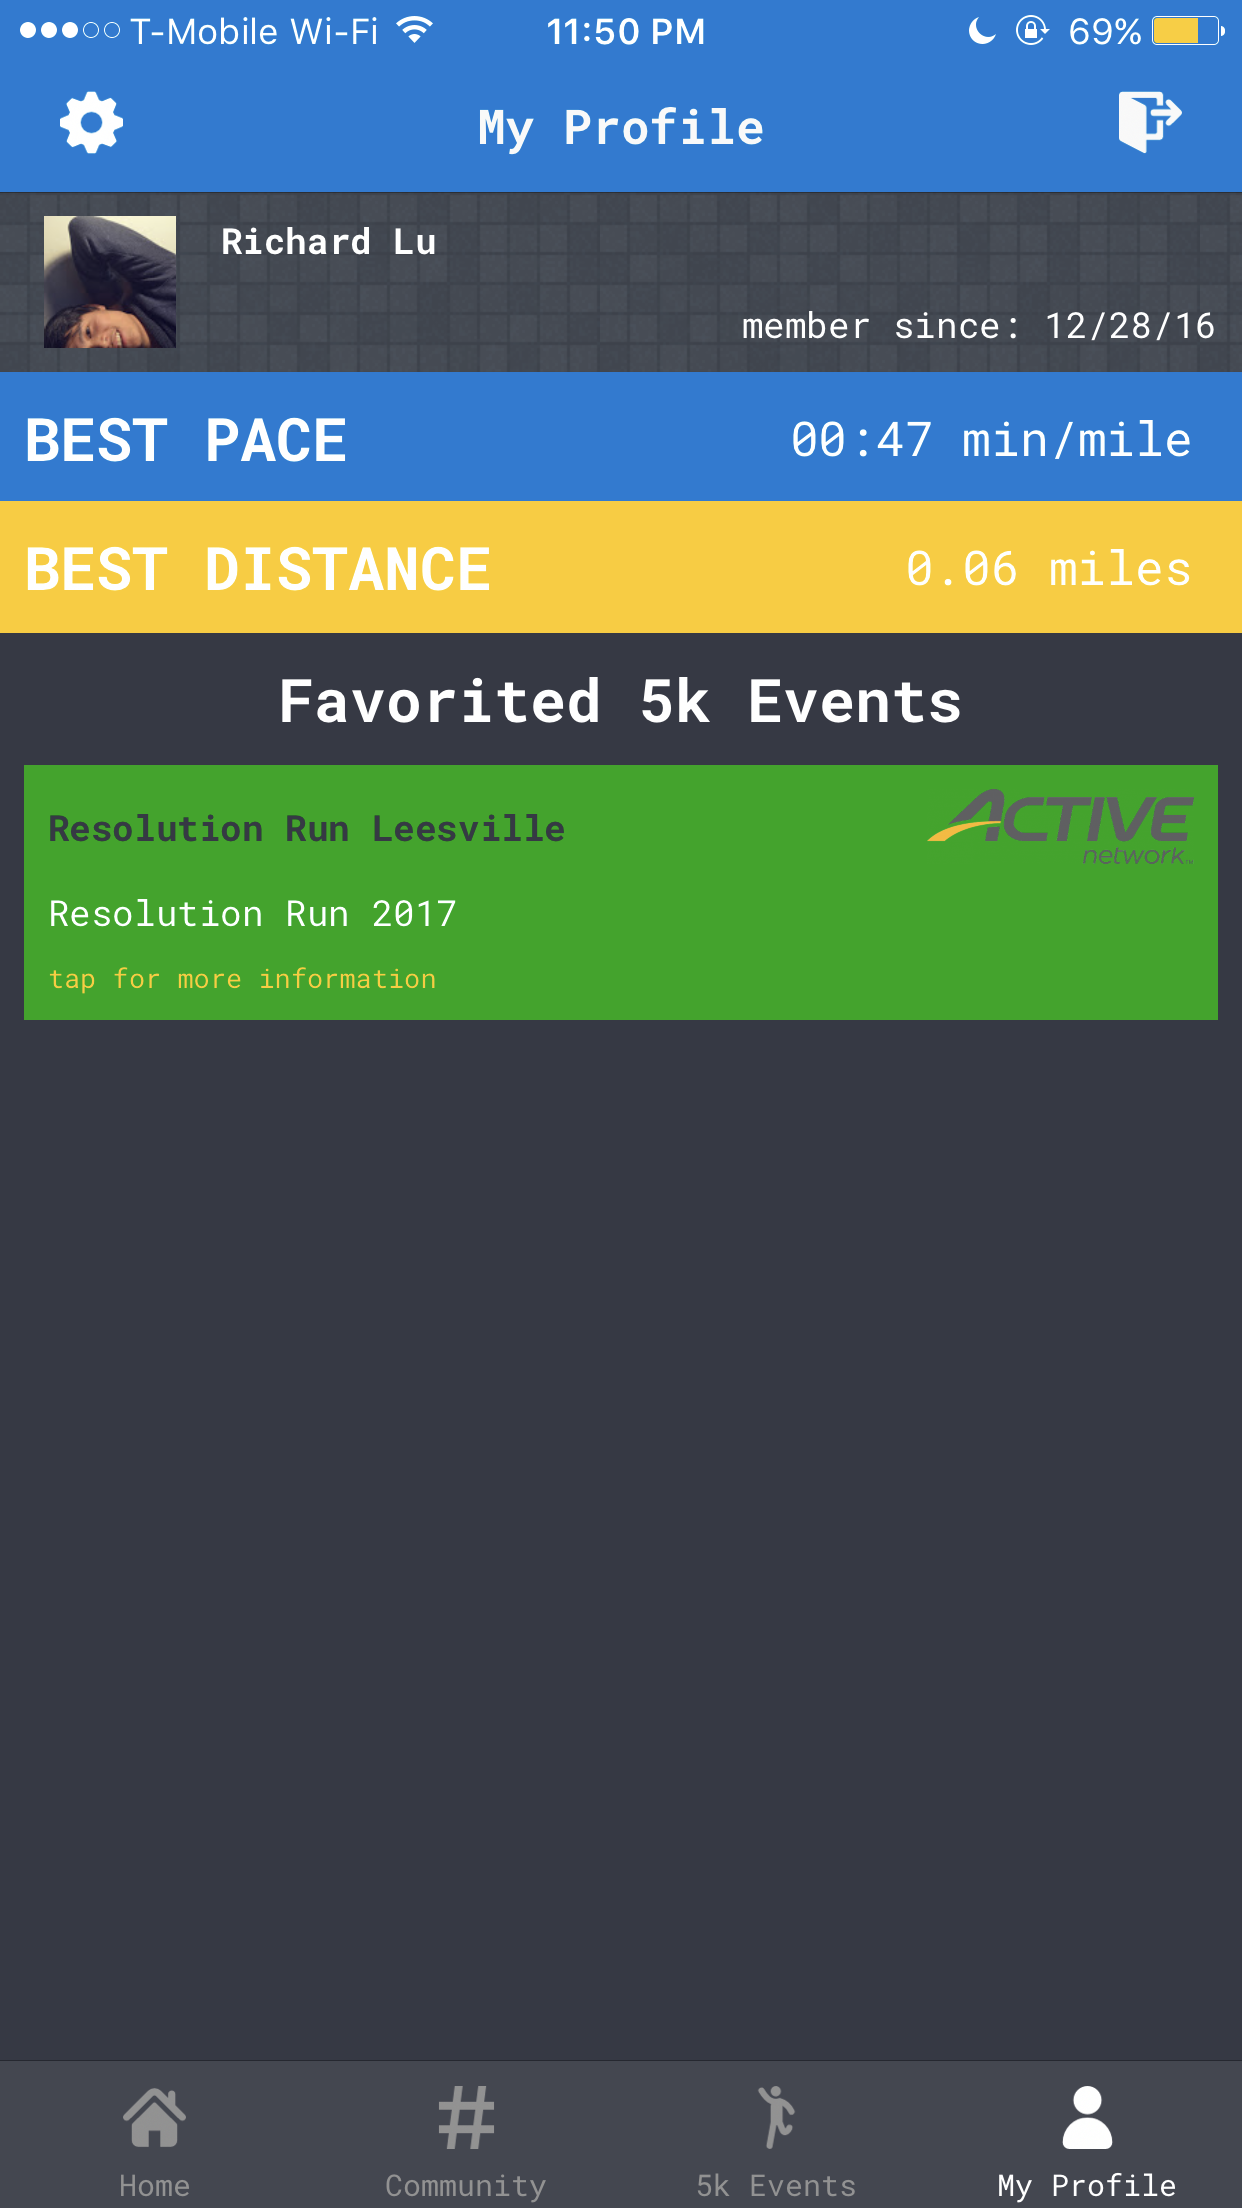 T-Mobile Wi-Fi 11:50 PM 69%
My Profile
Richard Lu
member since: 12/28/16
BEST PACE 00:47 min/mile
BEST DISTANCE 0.06 miles
Favorited 5k Events
Resolution Run Leesville
ACTIVE
network™
Resolution Run 2017
tap for more information
Home Community 5k Events My Profile